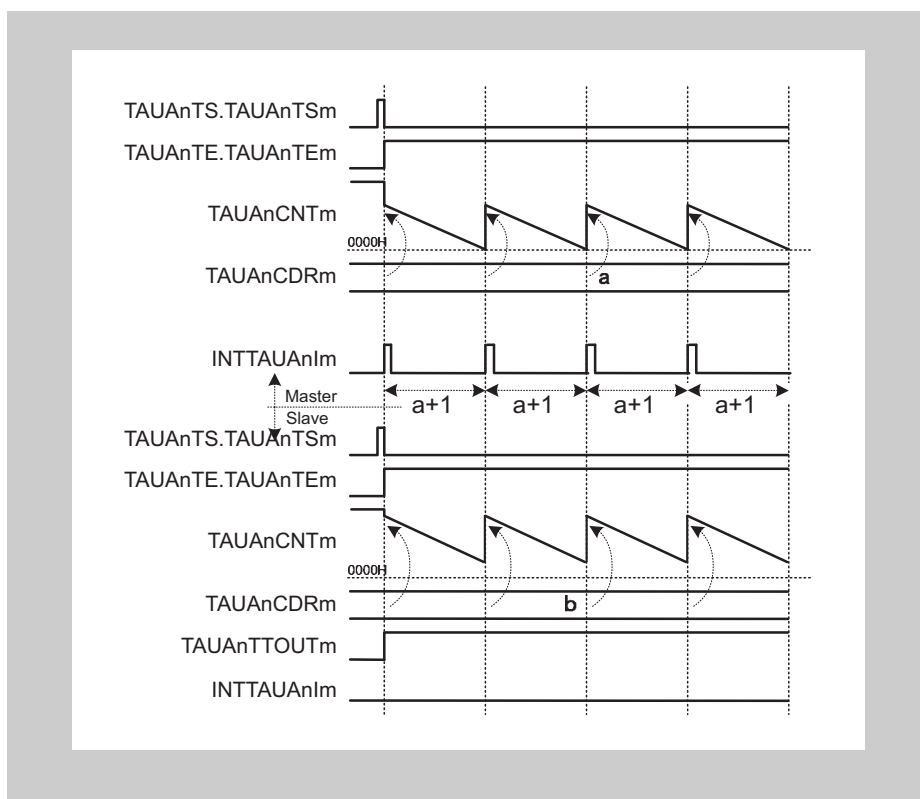 TAUAnTS.TAUAnTSm
TAUAnTE.TAUAnTEm
TAUAnCNTm
0000H
TAUAnCDRm
a
INTTAUAnIm
Master
a+1 a+1 a+1 a+1
Slave
TAUAnTS.TAUAnTSm
TAUAnTE.TAUAnTEm
TAUAnCNTm
0000H
TAUAnCDRm
b
TAUAnTTOUTm
INTTAUAnIm